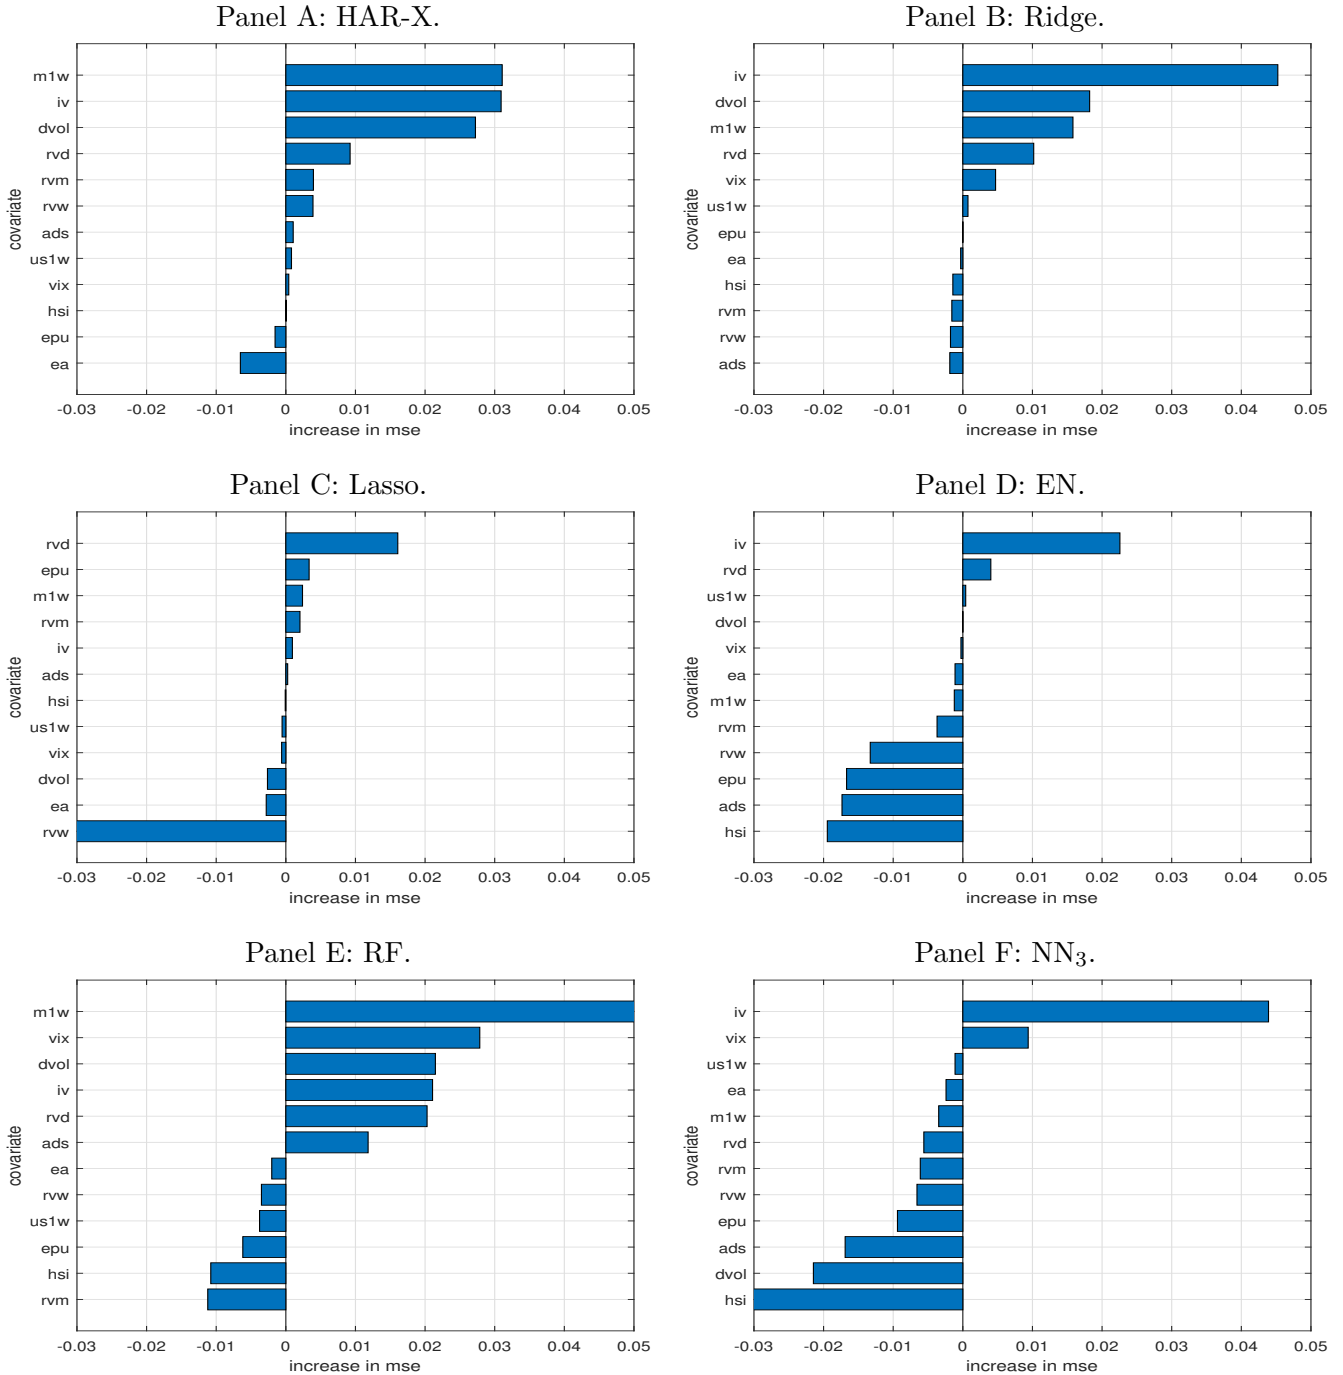 Panel A: HAR-X.
m1w
iv
dvol
rvd
rvm
rvw
ads
us1w
vix
hsi
epu
ea
covariate
-0.03 -0.02 -0.01 0 0.01 0.02 0.03 0.04 0.05
increase in mse
Panel B: Ridge.
iv
dvol
m1w
rvd
vix
us1w
epu
ea
hsi
rvm
rvw
ads
covariate
-0.03 -0.02 -0.01 0 0.01 0.02 0.03 0.04 0.05
increase in mse
Panel C: Lasso.
rvd
epu
m1w
rvm
iv
ads
hsi
us1w
vix
dvol
ea
rvw
covariate
-0.03 -0.02 -0.01 0 0.01 0.02 0.03 0.04 0.05
increase in mse
Panel D: EN.
iv
rvd
us1w
dvol
vix
ea
m1w
rvm
rvw
epu
ads
hsi
covariate
-0.03 -0.02 -0.01 0 0.01 0.02 0.03 0.04 0.05
increase in mse
Panel E: RF.
m1w
vix
dvol
iv
rvd
ads
ea
rvw
us1w
epu
hsi
rvm
covariate
-0.03 -0.02 -0.01 0 0.01 0.02 0.03 0.04 0.05
increase in mse
Panel F: NN₃.
iv
vix
us1w
ea
m1w
rvd
rvm
rvw
epu
ads
dvol
hsi
covariate
-0.03 -0.02 -0.01 0 0.01 0.02 0.03 0.04 0.05
increase in mse